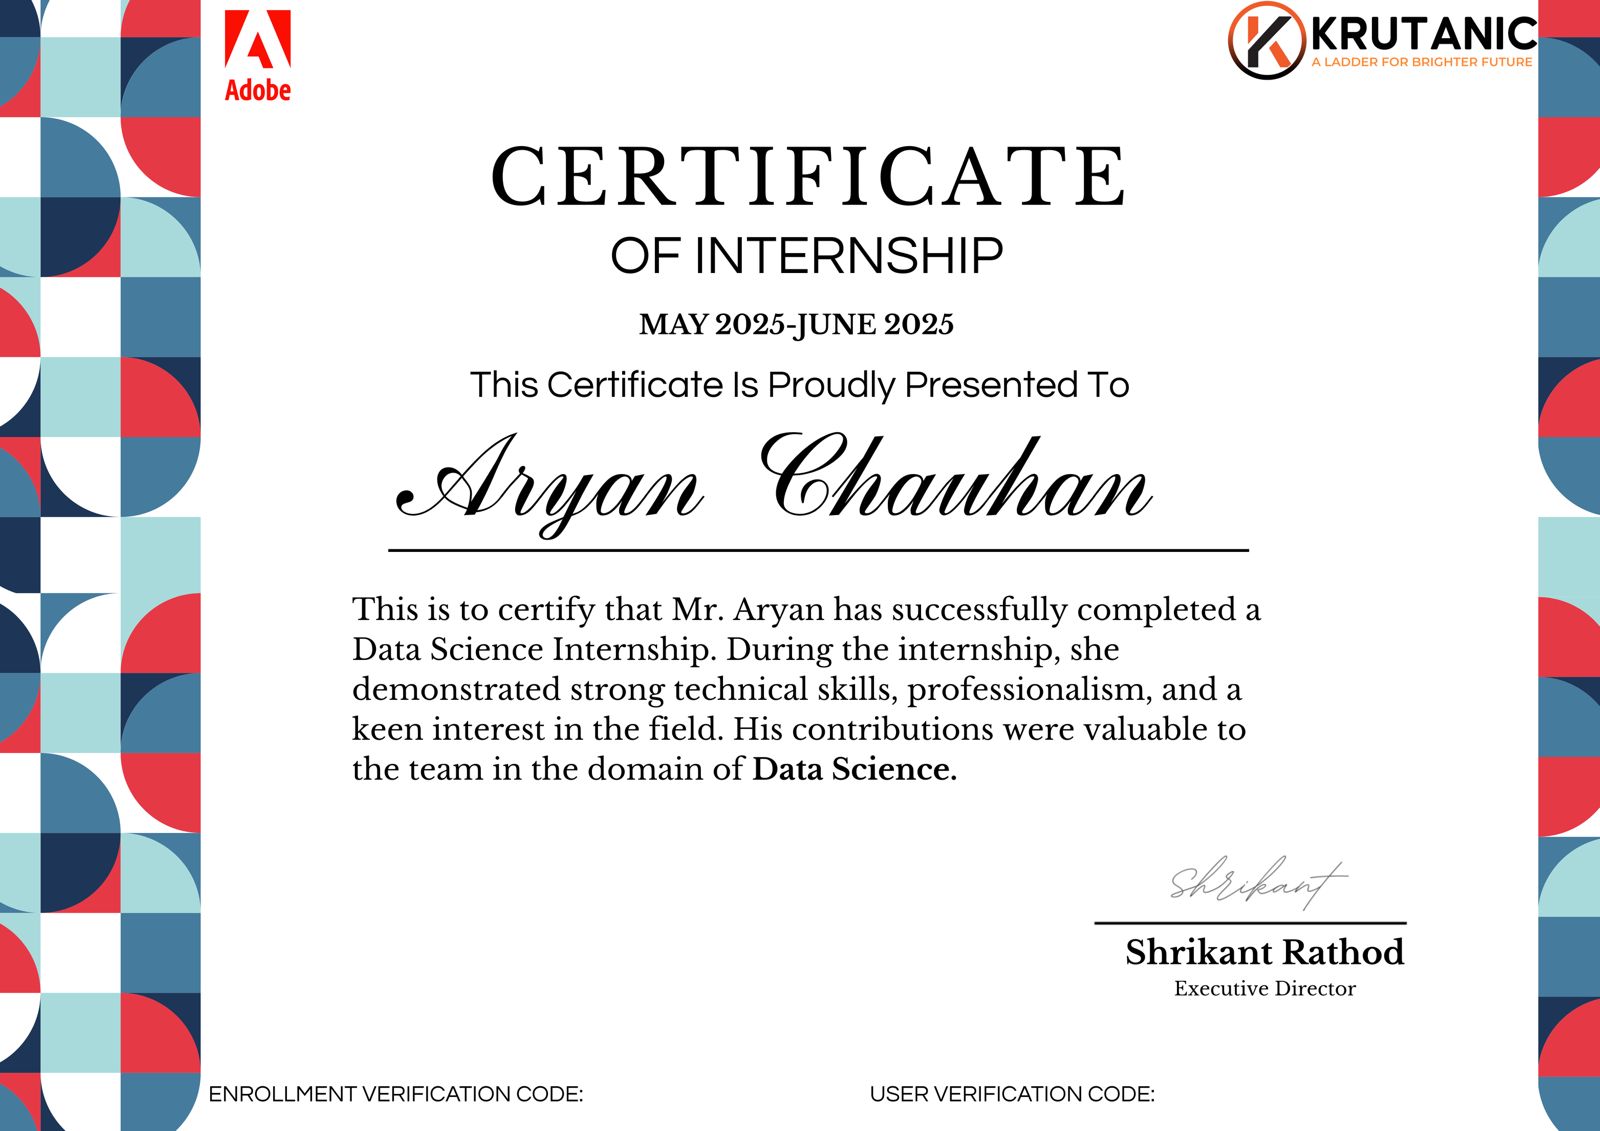 Adobe
KRUTANIC
A LADDER FOR BRIGHTER FUTURE
CERTIFICATE
OF INTERNSHIP
MAY 2025-JUNE 2025
This Certificate Is Proudly Presented To
Aryan Chauhan
This is to certify that Mr. Aryan has successfully completed a
Data Science Internship. During the internship, she
demonstrated strong technical skills, professionalism, and a
keen interest in the field. His contributions were valuable to
the team in the domain of Data Science.
Shrikant
Shrikant Rathod
Executive Director
ENROLLMENT VERIFICATION CODE:
USER VERIFICATION CODE: